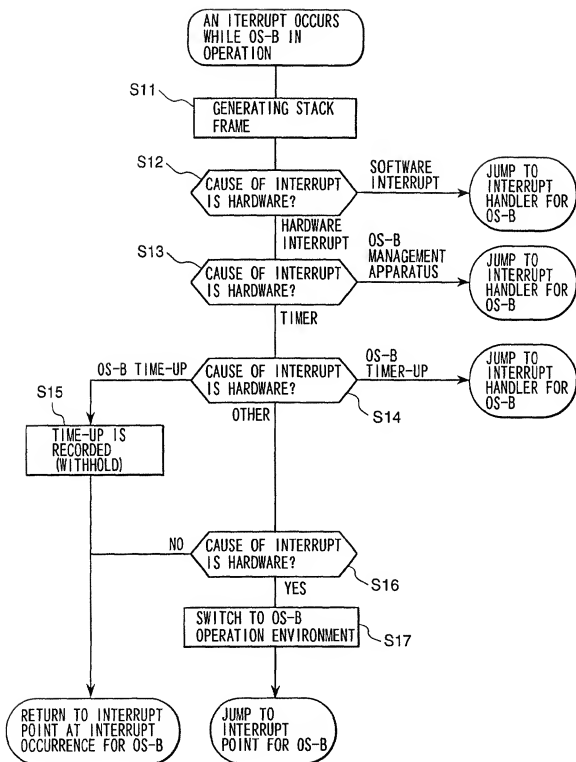 AN ITERRUPT OCCURS
WHILE OS-B IN
OPERATION
S11
GENERATING STACK
FRAME
S12
CAUSE OF INTERRUPT
IS HARDWARE?
SOFTWARE
INTERRUPT
JUMP TO
INTERRUPT
HANDLER FOR
OS-B
HARDWARE
INTERRUPT
S13
CAUSE OF INTERRUPT
IS HARDWARE?
OS-B
MANAGEMENT
APPARATUS
JUMP TO
INTERRUPT
HANDLER FOR
OS-B
TIMER
OS-B TIME-UP
CAUSE OF INTERRUPT
IS HARDWARE?
S14
OS-B
TIMER-UP
JUMP TO
INTERRUPT
HANDLER FOR
OS-B
S15
TIME-UP IS
RECORDED
(WITHHOLD)
OTHER
NO
CAUSE OF INTERRUPT
IS HARDWARE?
S16
YES
SWITCH TO OS-B
OPERATION ENVIRONMENT
S17
RETURN TO INTERRUPT
POINT AT INTERRUPT
OCCURRENCE FOR OS-B
JUMP TO
INTERRUPT
POINT FOR OS-B